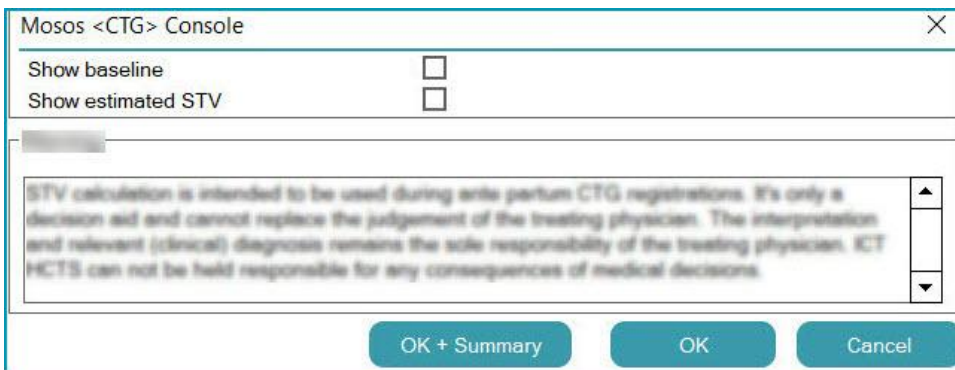 Mosos <CTG> Console
Show baseline
Show estimated STV
STV calculation is intended to be used during ante partum CTG registrations. It's only a
decision aid and cannot replace the judgement of the treating physician. The interpretation
and relevant (clinical) diagnosis remains the sole responsibility of the treating physician. ICT
HCTS can not be held responsible for any consequences of medical decisions.
OK + Summary
OK
Cancel